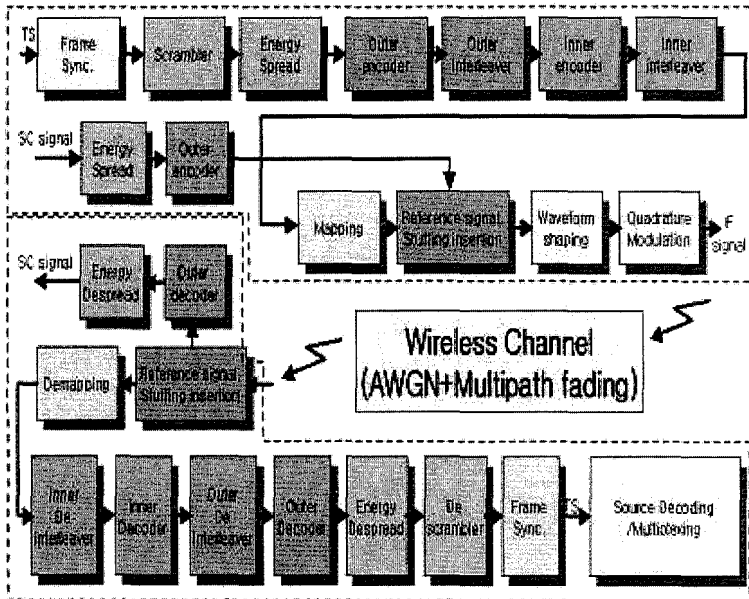 TS
Frame
Sync.
Scrambler
Energy
Spread
Outer
encoder
Outer
Interleaver
Inner
encoder
Inner
interleaver
SC signal
Energy
Spread
Outer
encoder
Mapping
Reference signal,
Stuffing insertion
Waveform
shaping
Quadrature
Modulation
IF
signal
SC signal
Energy
Despread
Outer
decoder
Wireless Channel
(AWGN+Multipath fading)
Demapping
Reference signal,
Stuffing insertion
Inner
De
interleaver
Inner
Decoder
Outer
De
Interleaver
Outer
Decoder
Energy
Despread
De
scrambler
Frame
Sync.
TS
Source Decoding